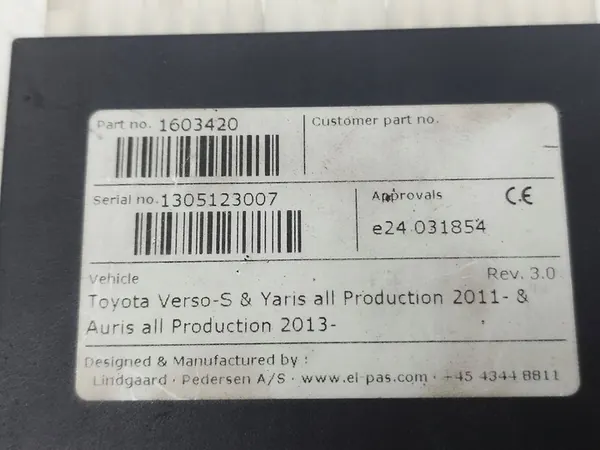 Part no. 1603420
Customer part no.
Serial no. 1305123007
Approvals CE
e24 031854
Vehicle Rev. 3.0
Toyota Verso-S & Yaris all Production 2011- &
Auris all Production 2013-
Designed & Manufactured by :
Lindgaard · Pedersen A/S · www.el-pas.com · +45 4344 8811